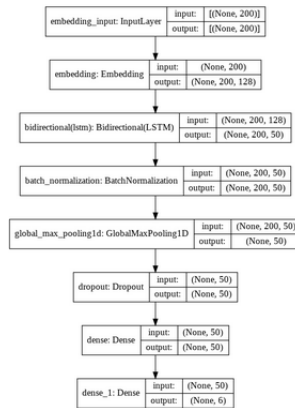 embedding_input: InputLayer input: [(None, 200)]
output: [(None, 200)]
embedding: Embedding input: (None, 200)
output: (None, 200, 128)
bidirectional(lstm): Bidirectional(LSTM) input: (None, 200, 128)
output: (None, 200, 50)
batch_normalization: BatchNormalization input: (None, 200, 50)
output: (None, 200, 50)
global_max_pooling1d: GlobalMaxPooling1D input: (None, 200, 50)
output: (None, 50)
dropout: Dropout input: (None, 50)
output: (None, 50)
dense: Dense input: (None, 50)
output: (None, 50)
dense_1: Dense input: (None, 50)
output: (None, 6)